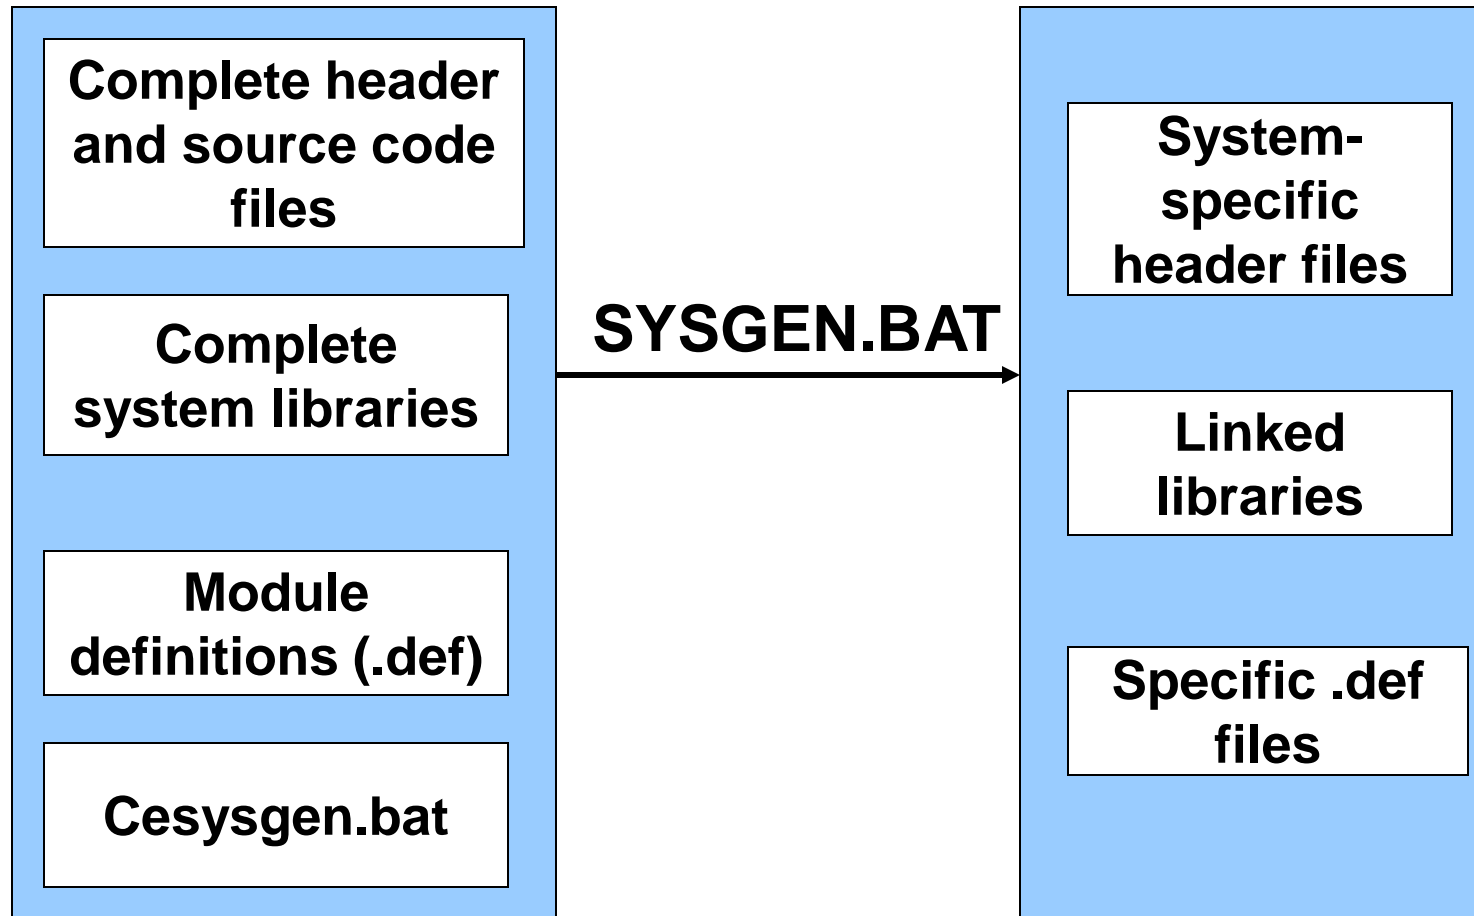 Complete header
and source code
files
Complete
system libraries
Module
definitions (.def)
Cesysgen.bat
SYSGEN.BAT
System-
specific
header files
Linked
libraries
Specific .def
files